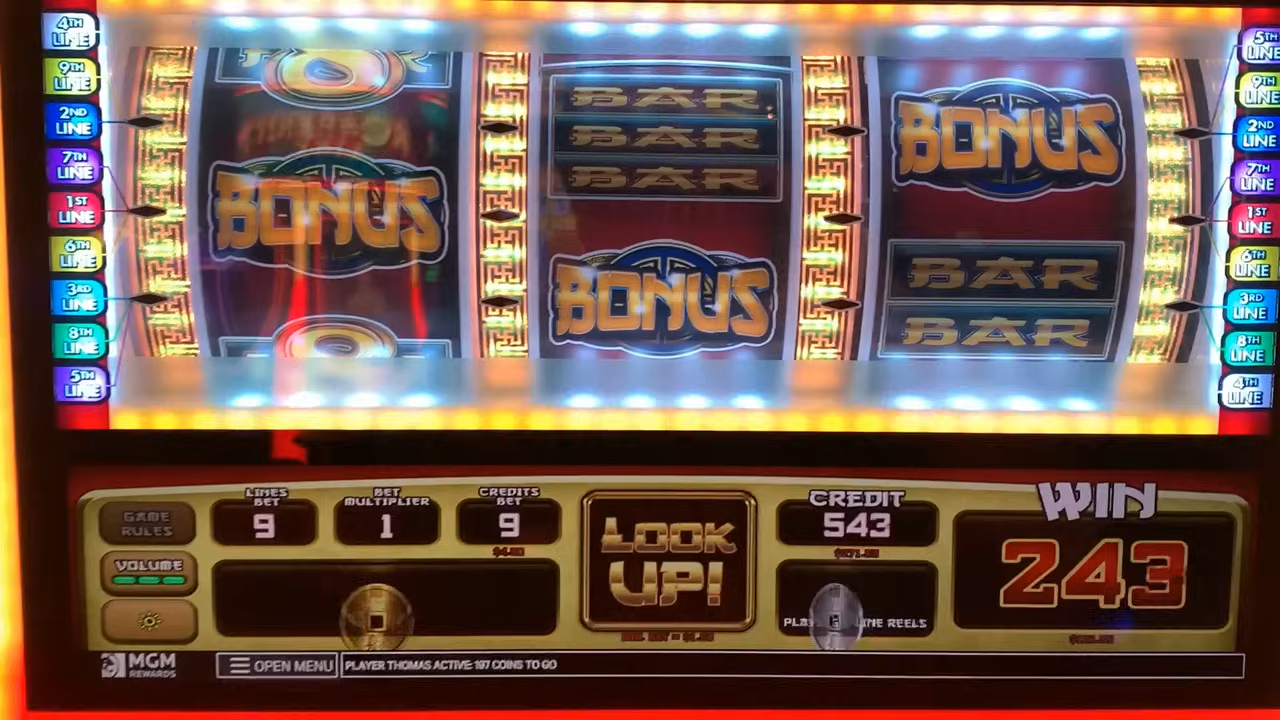 4TH LINE
9TH LINE
2ND LINE
7TH LINE
1ST LINE
6TH LINE
3RD LINE
8TH LINE
5TH LINE
BONUS
BAR
BAR
BAR
BONUS
BONUS
BAR
BAR
5TH LINE
9TH LINE
2ND LINE
7TH LINE
1ST LINE
6TH LINE
3RD LINE
8TH LINE
4TH LINE
GAME RULES
VOLUME
LINES BET
9
BET MULTIPLIER
1
CREDITS BET
9
LOOK UP!
CREDIT
543
LINE REELS
WIN
243
MGM REWARDS
OPEN MENU
PLAYER THOMAS ACTIVE: 197 COINS TO GO